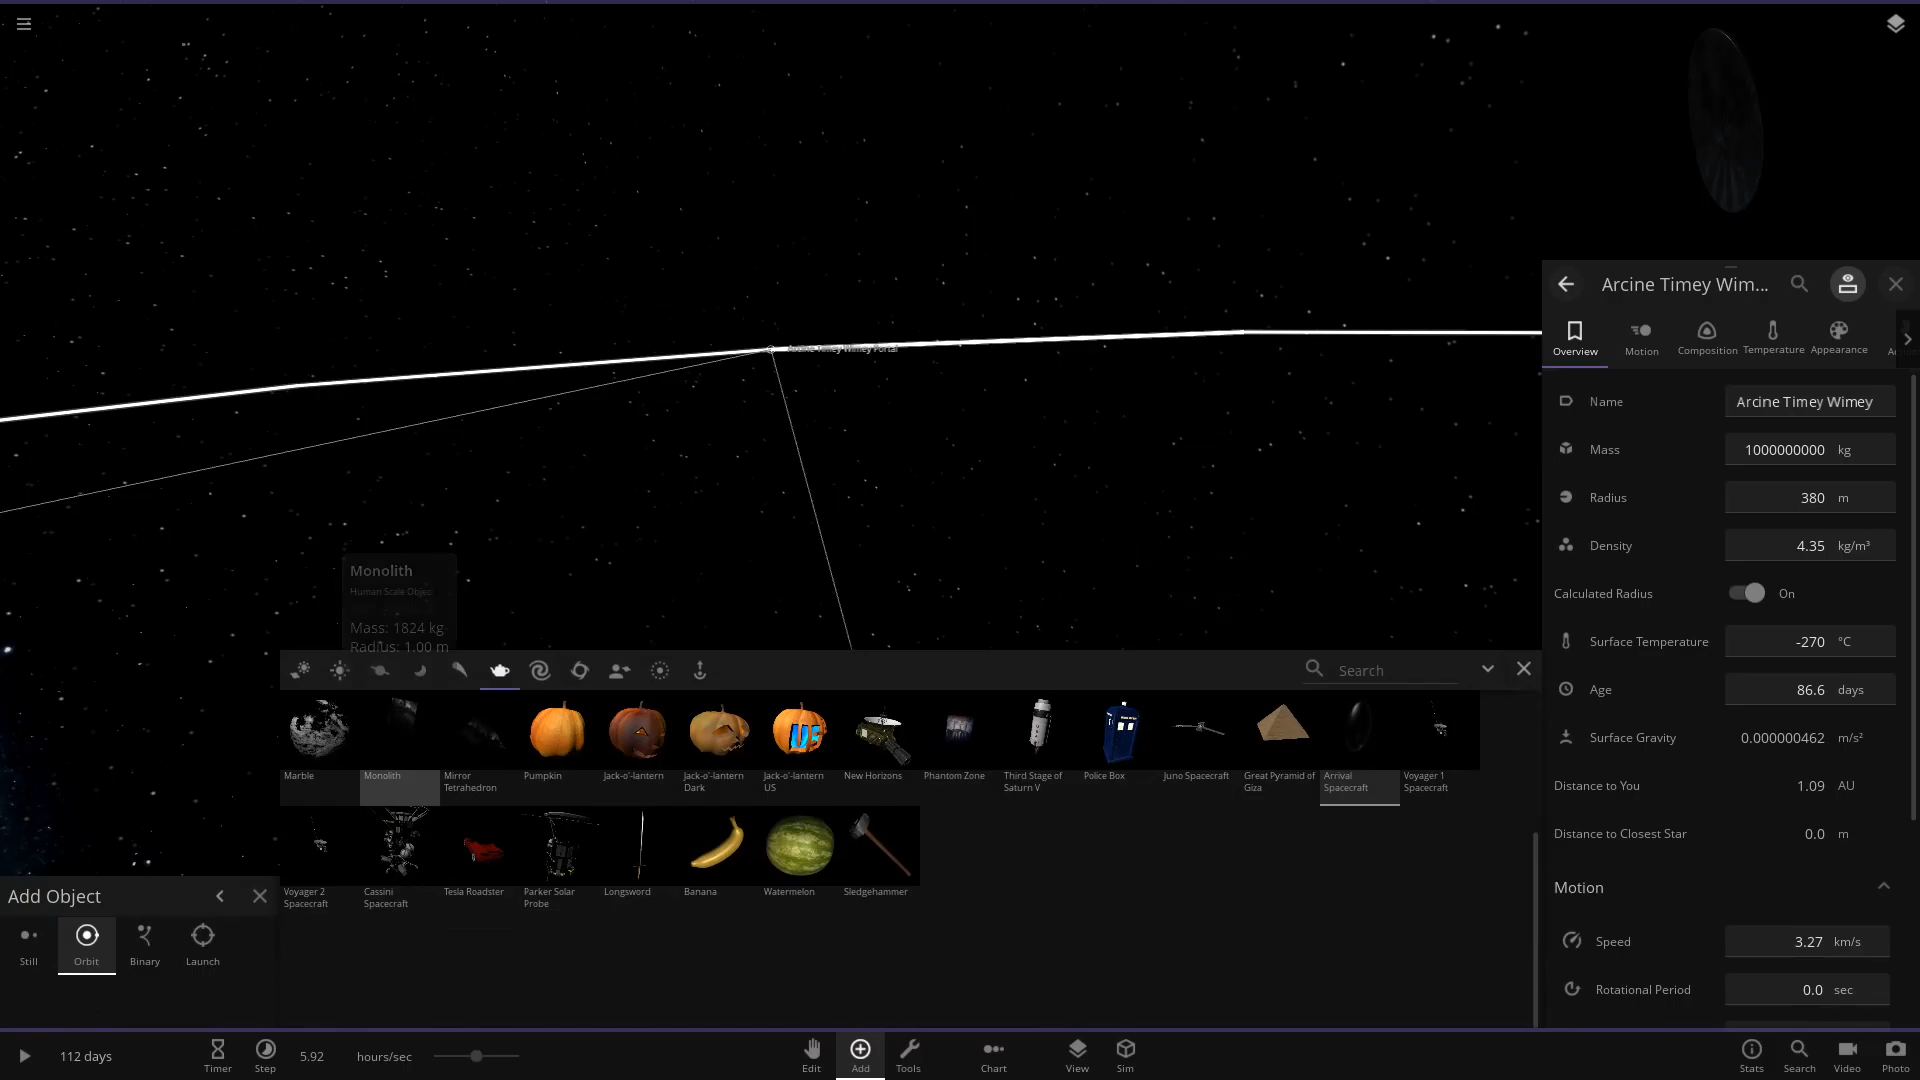 Arcine Timey Wimey Portal
Monolith
Human Scale Object
Mass: 1824 kg
Radius: 1.00 m
Search
Marble
Monolith
Mirror
Tetrahedron
Pumpkin
Jack-o'-lantern
Jack-o'-lantern
Dark
Jack-o'-lantern
US
New Horizons
Phantom Zone
Third Stage of
Saturn V
Police Box
Juno Spacecraft
Great Pyramid of
Giza
Arrival
Spacecraft
Voyager 1
Spacecraft
Voyager 2
Spacecraft
Cassini
Spacecraft
Tesla Roadster
Parker Solar
Probe
Longsword
Banana
Watermelon
Sledgehammer
Add Object
Still
Orbit
Binary
Launch
Arcine Timey Wim...
Overview
Motion
Composition
Temperature
Appearance
Name
Arcine Timey Wimey
Mass
1000000000 kg
Radius
380 m
Density
4.35 kg/m³
Calculated Radius
On
Surface Temperature
-270 °C
Age
86.6 days
Surface Gravity
0.000000462 m/s²
Distance to You
1.09 AU
Distance to Closest Star
0.0 m
Motion
Speed
3.27 km/s
Rotational Period
0.0 sec
112 days
Timer
Step
5.92
hours/sec
Edit
Add
Tools
Chart
View
Sim
Stats
Search
Video
Photo